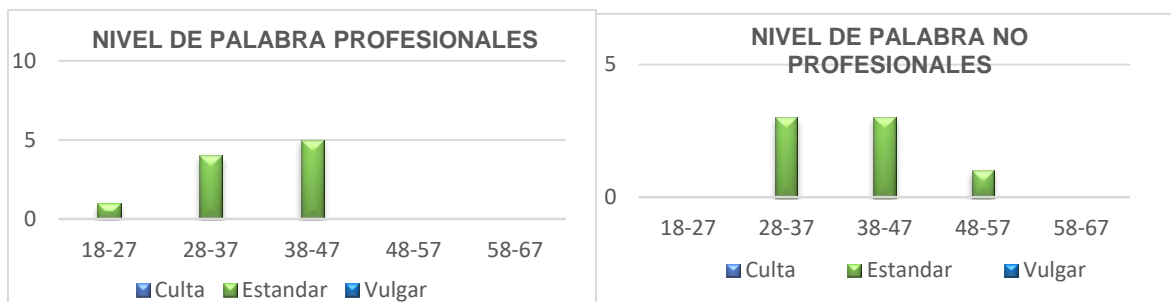 NIVEL DE PALABRA PROFESIONALES
10
5
0
18-27 28-37 38-47 48-57 58-67
Culta Estandar Vulgar
NIVEL DE PALABRA NO
PROFESIONALES
5
0
18-27 28-37 38-47 48-57 58-67
Culta Estandar Vulgar